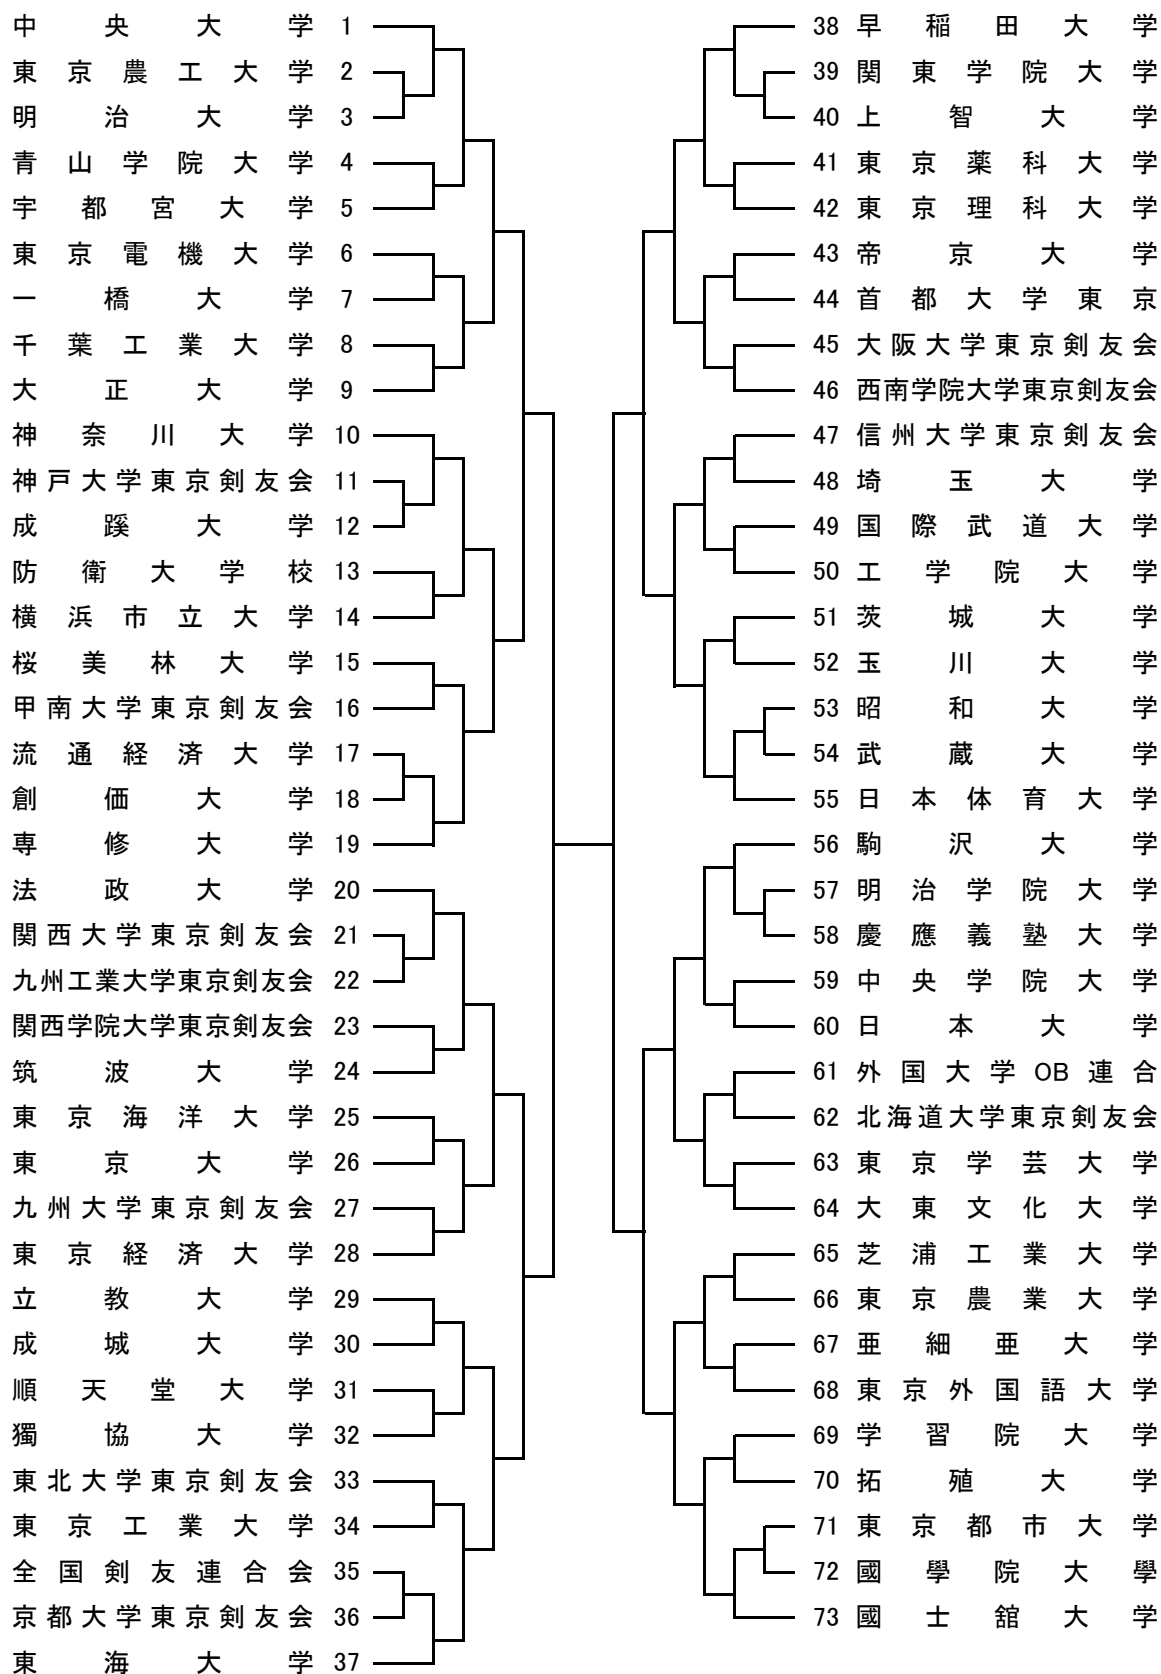 中央大学 1
東京農工大学 2
明治大学 3
青山学院大学 4
宇都宮大学 5
東京電機大学 6
一橋大学 7
千葉工業大学 8
大正大学 9
神奈川大学 10
神戸大学東京剣友会 11
成蹊大学 12
防衛大学校 13
横浜市立大学 14
桜美林大学 15
甲南大学東京剣友会 16
流通経済大学 17
創価大学 18
専修大学 19
法政大学 20
関西大学東京剣友会 21
九州工業大学東京剣友会 22
関西学院大学東京剣友会 23
筑波大学 24
東京海洋大学 25
東京大学 26
九州大学東京剣友会 27
東京経済大学 28
立教大学 29
成城大学 30
順天堂大学 31
獨協大学 32
東北大学東京剣友会 33
東京工業大学 34
全国剣友連合会 35
京都大学東京剣友会 36
東海大学 37
38 早稲田大学
39 関東学院大学
40 上智大学
41 東京薬科大学
42 東京理科大学
43 帝京大学
44 首都大学東京
45 大阪大学東京剣友会
46 西南学院大学東京剣友会
47 信州大学東京剣友会
48 埼玉大学
49 国際武道大学
50 工学院大学
51 茨城大学
52 玉川大学
53 昭和大学
54 武蔵大学
55 日本体育大学
56 駒沢大学
57 明治学院大学
58 慶應義塾大学
59 中央学院大学
60 日本大学
61 外国大学OB連合
62 北海道大学東京剣友会
63 東京学芸大学
64 大東文化大学
65 芝浦工業大学
66 東京農業大学
67 亜細亜大学
68 東京外国語大学
69 学習院大学
70 拓殖大学
71 東京都市大学
72 國學院大學
73 國士舘大学